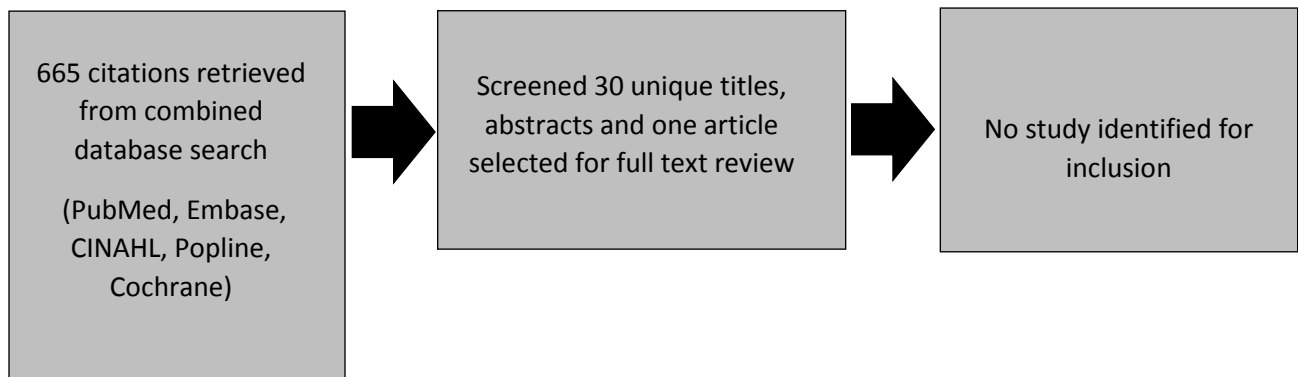 665 citations retrieved
from combined
database search
(PubMed, Embase,
CINAHL, Popline,
Cochrane)
Screened 30 unique titles,
abstracts and one article
selected for full text review
No study identified for
inclusion